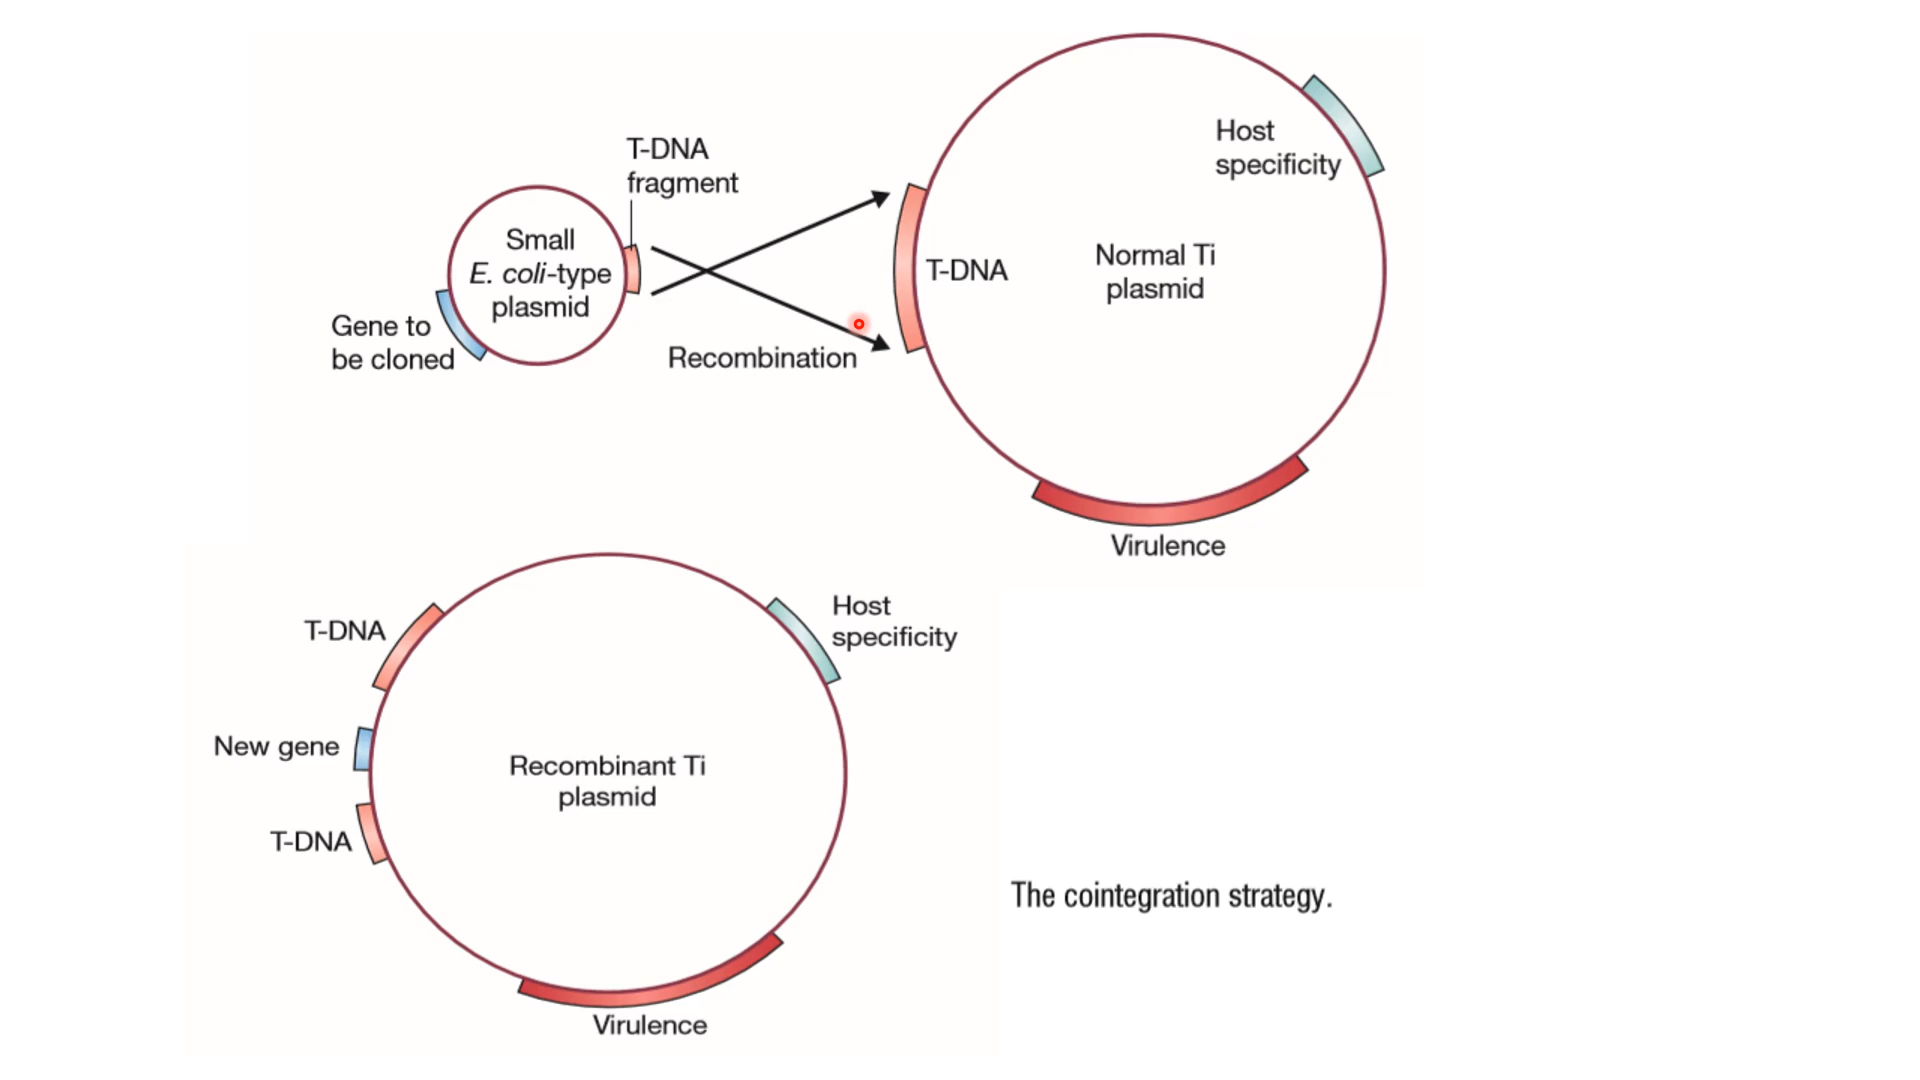 T-DNA
fragment
Small
E. coli-type
plasmid
Gene to
be cloned
Recombination
T-DNA
Host
specificity
Normal Ti
plasmid
Virulence
T-DNA
New gene
T-DNA
Host
specificity
Recombinant Ti
plasmid
Virulence
The cointegration strategy.